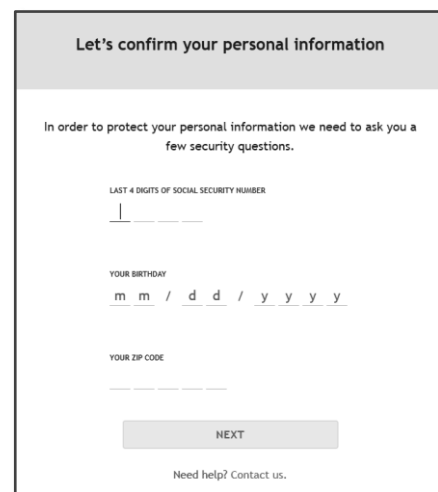 Let's confirm your personal information
In order to protect your personal information we need to ask you a
few security questions.
LAST 4 DIGITS OF SOCIAL SECURITY NUMBER
YOUR BIRTHDAY
m m / d d / y y y y
YOUR ZIP CODE
NEXT
Need help? Contact us.